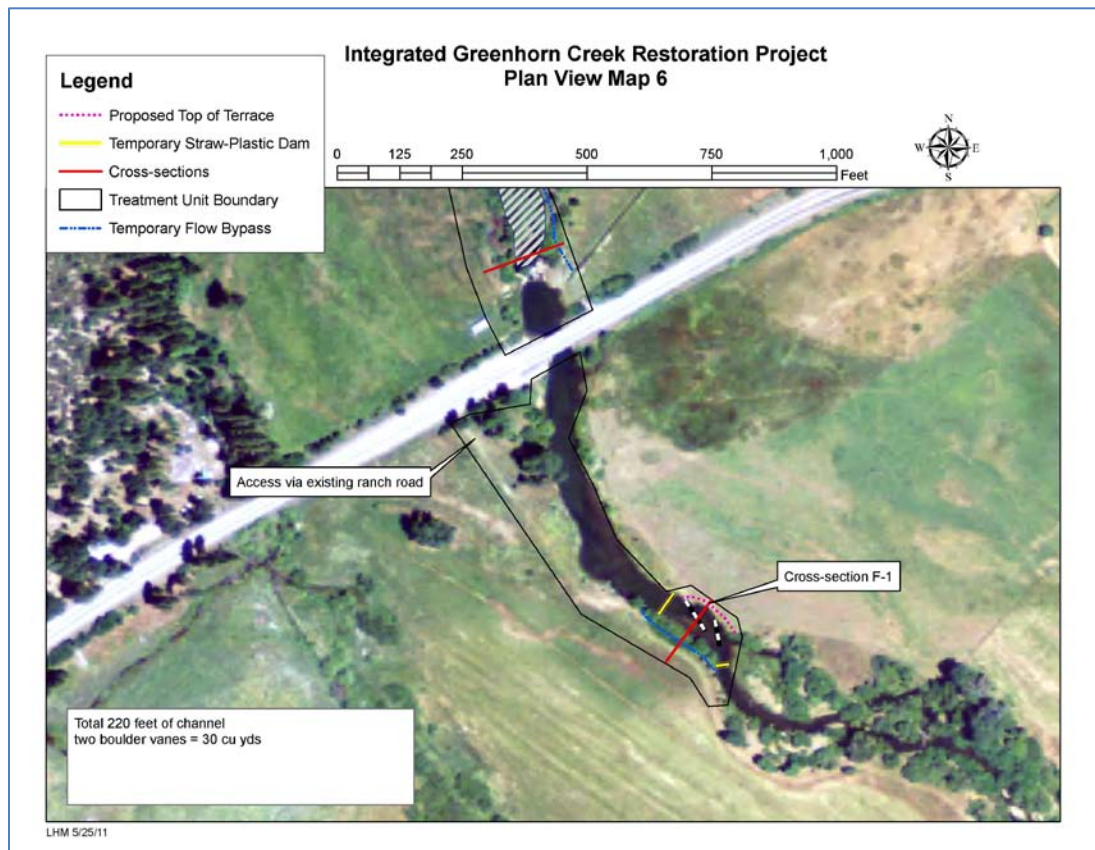 Integrated Greenhorn Creek Restoration Project
Plan View Map 6
Legend
Proposed Top of Terrace
Temporary Straw-Plastic Dam
Cross-sections
Treatment Unit Boundary
Temporary Flow Bypass
0 125 250 500 750 1,000
Feet
N
W E
S
Access via existing ranch road
Cross-section F-1
Total 220 feet of channel
two boulder vanes = 30 cu yds
LHM 5/25/11